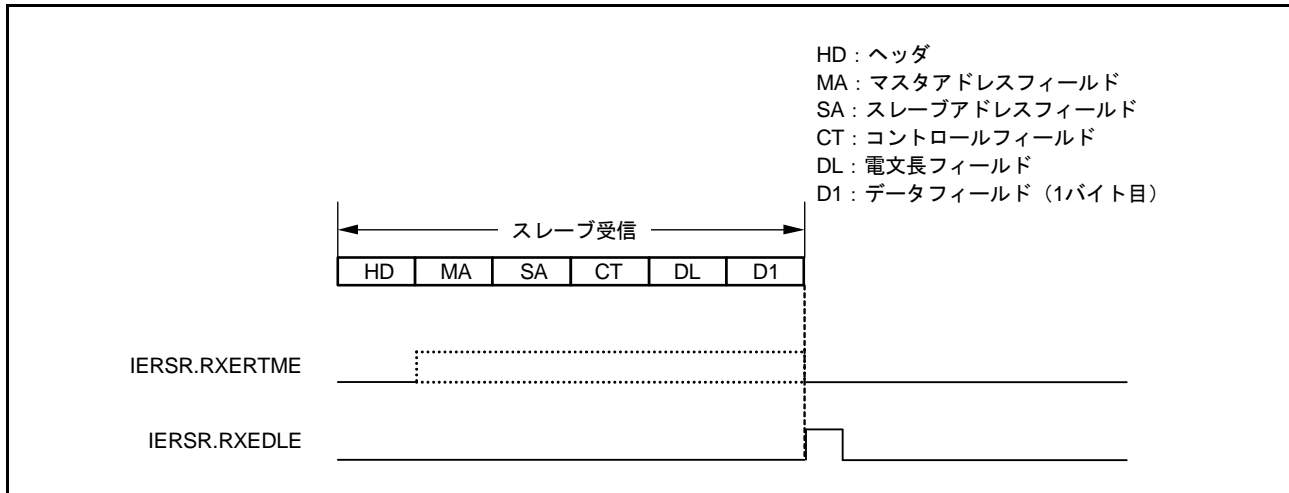 HD:ヘッダ
MA:マスタアドレスフィールド
SA:スレーブアドレスフィールド
CT:コントロールフィールド
DL:電文長フィールド
D1:データフィールド(1バイト目)
スレーブ受信
HD MA SA CT DL D1
IERSR.RXERTME
IERSR.RXEDLE